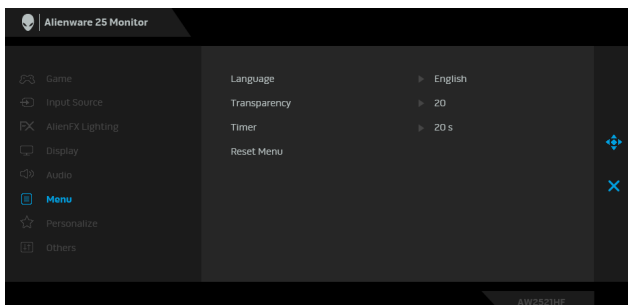 Alienware 25 Monitor
Game
Input Source
AlienFX Lighting
Display
Audio
Menu
Personalize
Others
Language English
Transparency 20
Timer 20 s
Reset Menu
AW2521HF